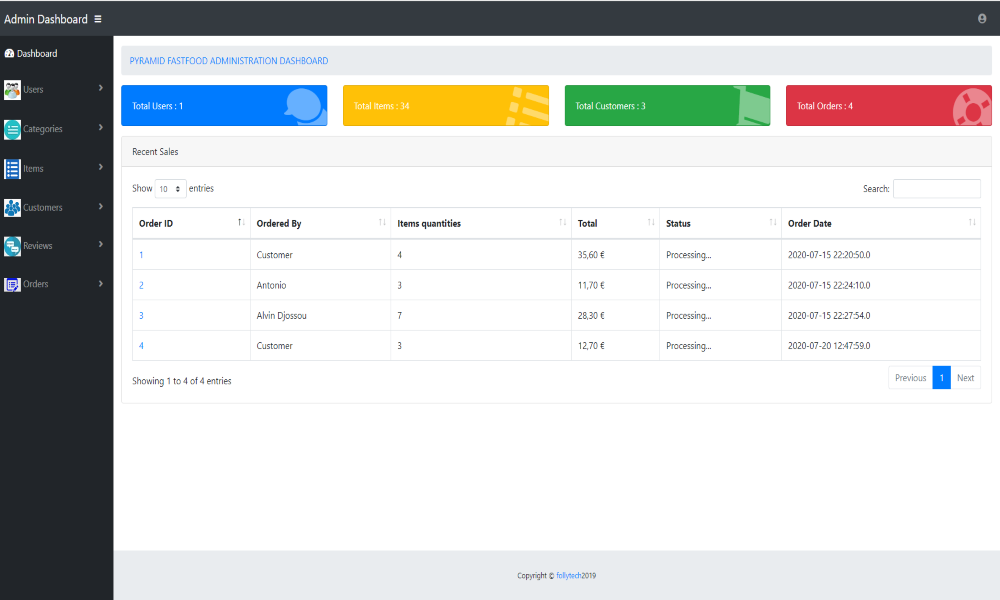 Admin Dashboard
Dashboard
Users
Categories
Items
Customers
Reviews
Orders
PYRAMID FASTFOOD ADMINISTRATION DASHBOARD
Total Users : 1 Total Items : 34 Total Customers : 3 Total Orders : 4
Recent Sales
Show 10 entries Search:
Order ID Ordered By Items quantities Total Status Order Date
1 Customer 4 35,60 € Processing... 2020-07-15 22:20:50.0
2 Antonio 3 11,70 € Processing... 2020-07-15 22:24:10.0
3 Alvin Djossou 7 28,30 € Processing... 2020-07-15 22:27:54.0
4 Customer 3 12,70 € Processing... 2020-07-20 12:47:59.0
Showing 1 to 4 of 4 entries Previous 1 Next
Copyright © follytech2019